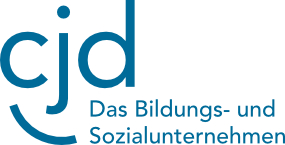 cjd
Das Bildungs- und
Sozialunternehmen